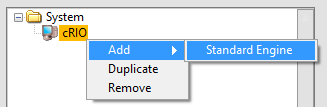 System
cRIO
Add
Standard Engine
Duplicate
Remove